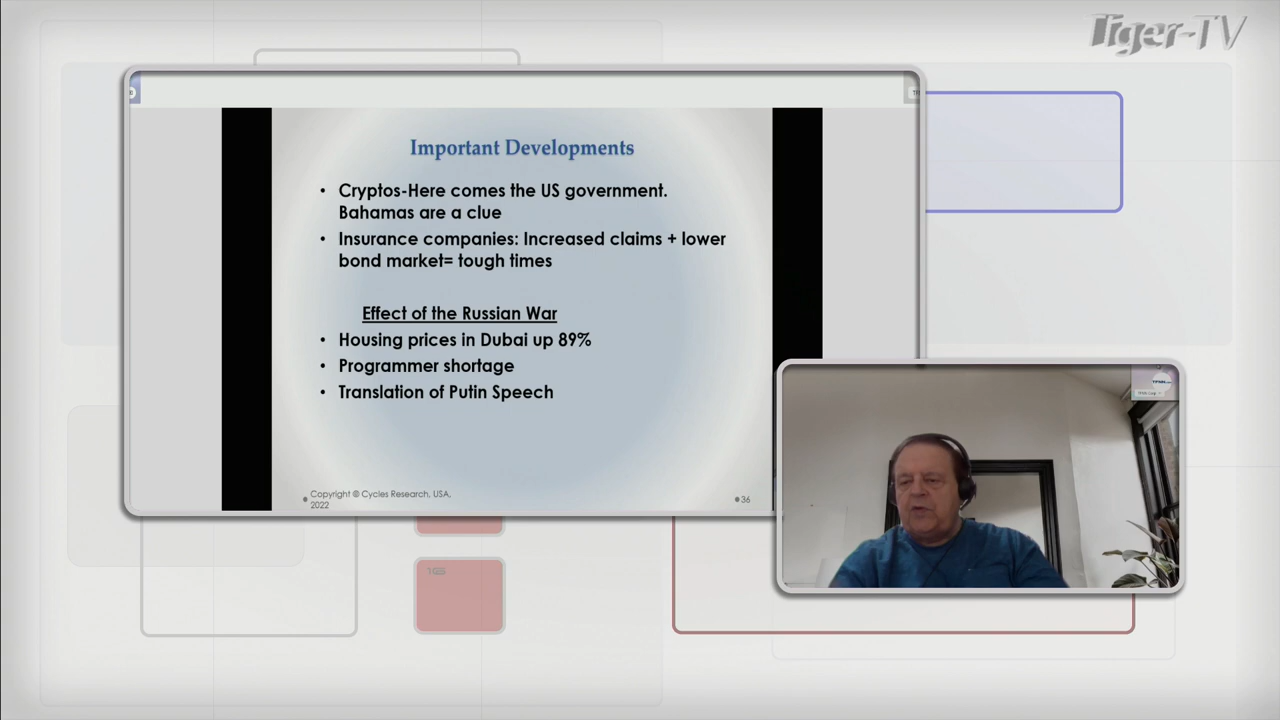 Tiger-TV
Important Developments
• Cryptos-Here comes the US government.
Bahamas are a clue
• Insurance companies: Increased claims + lower
bond market= tough times
Effect of the Russian War
• Housing prices in Dubai up 89%
• Programmer shortage
• Translation of Putin Speech
Copyright © Cycles Research, USA,
2022
36